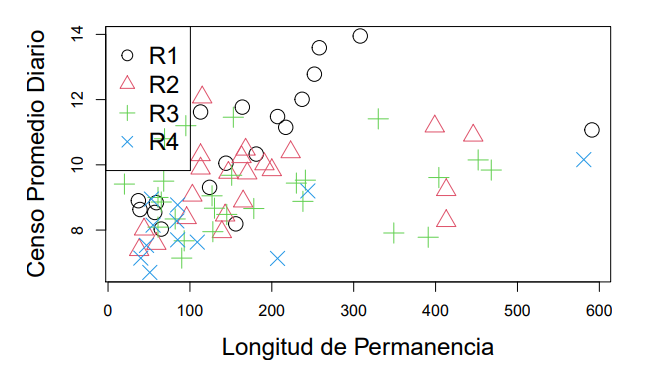 Censo Promedio Diario
14
12
10
8
R1
R2
R3
R4
0 100 200 300 400 500 600
Longitud de Permanencia